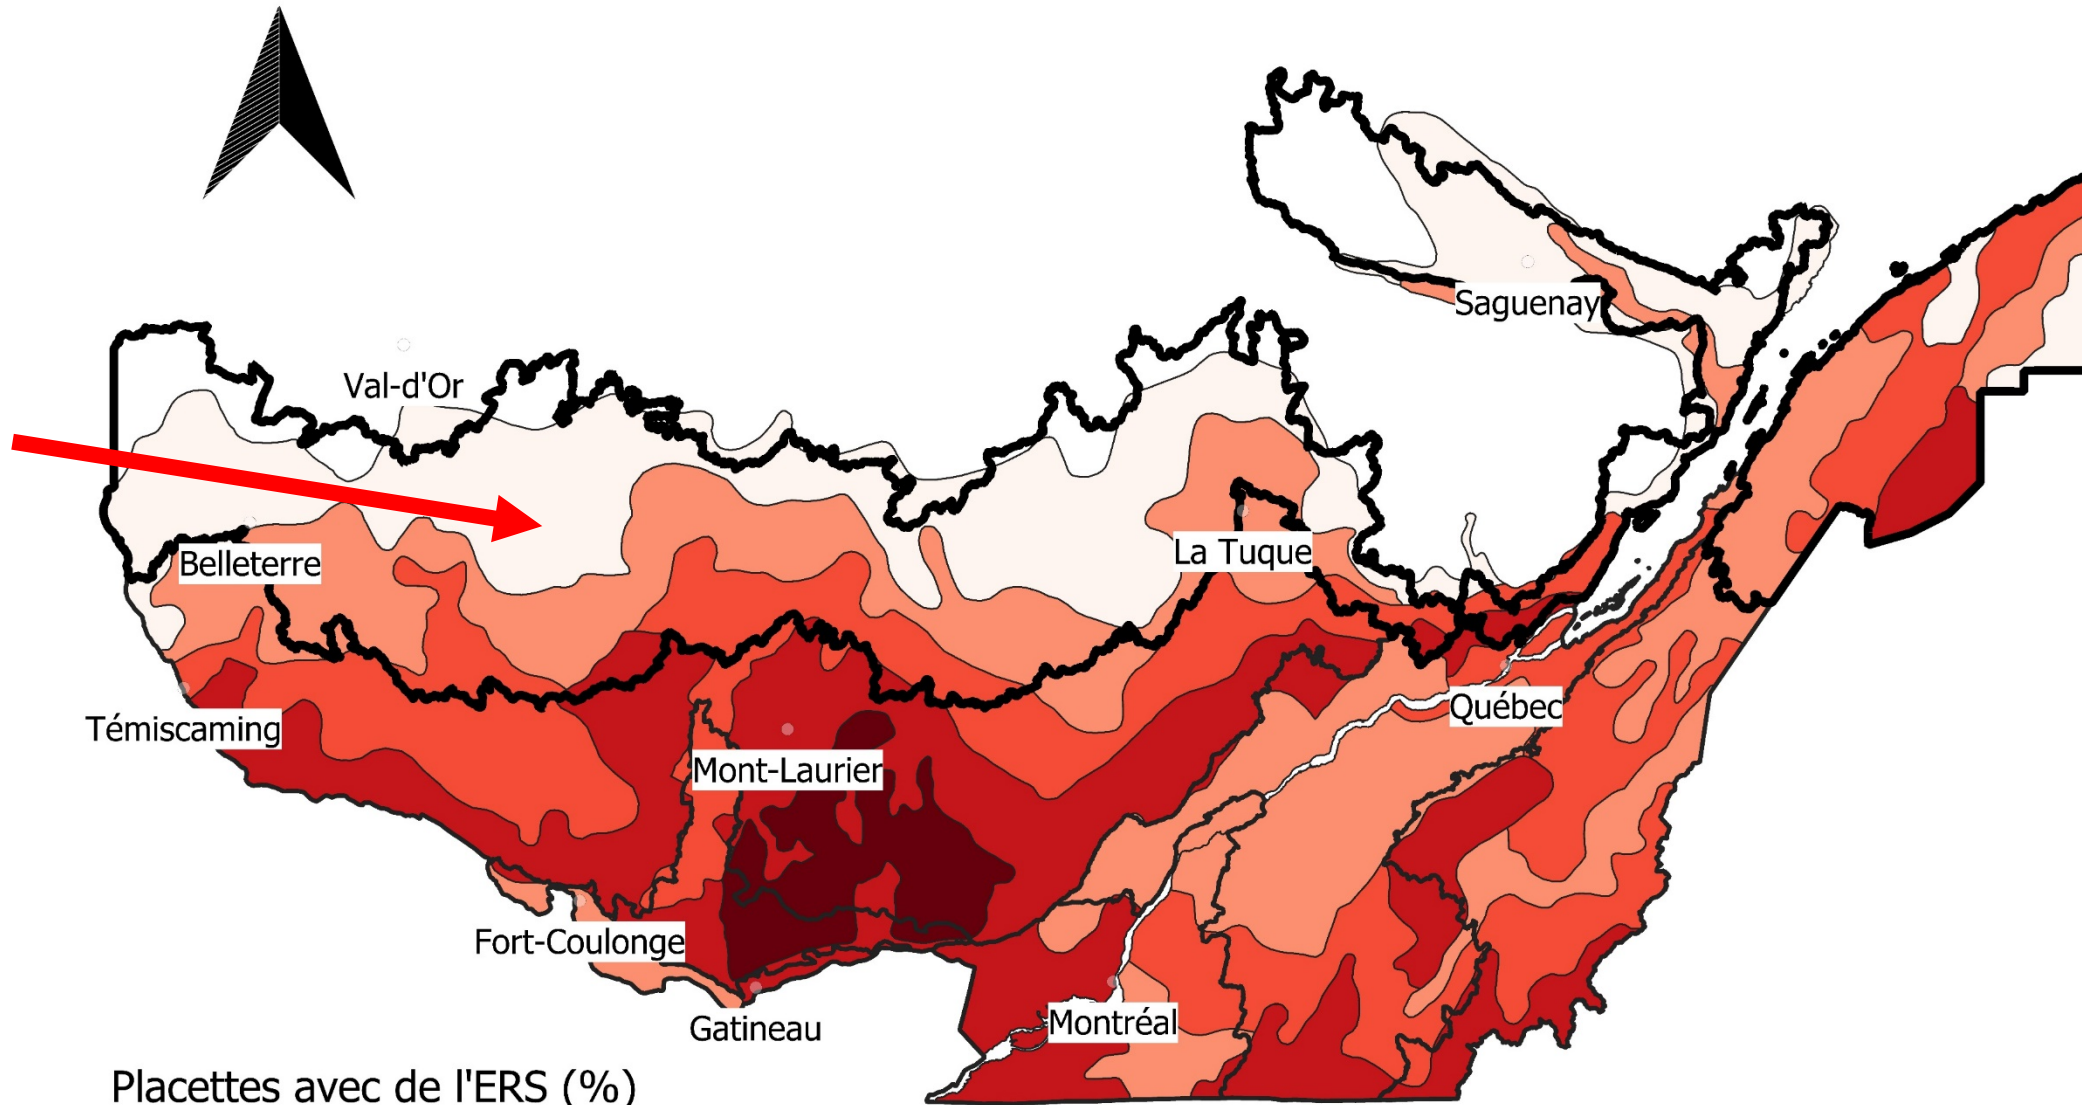 Saguenay
Val-d'Or
La Tuque
Belleterre
Québec
Témiscaming
Mont-Laurier
Fort-Coulonge
Montréal
Gatineau
Placettes avec de l'ERS (%)